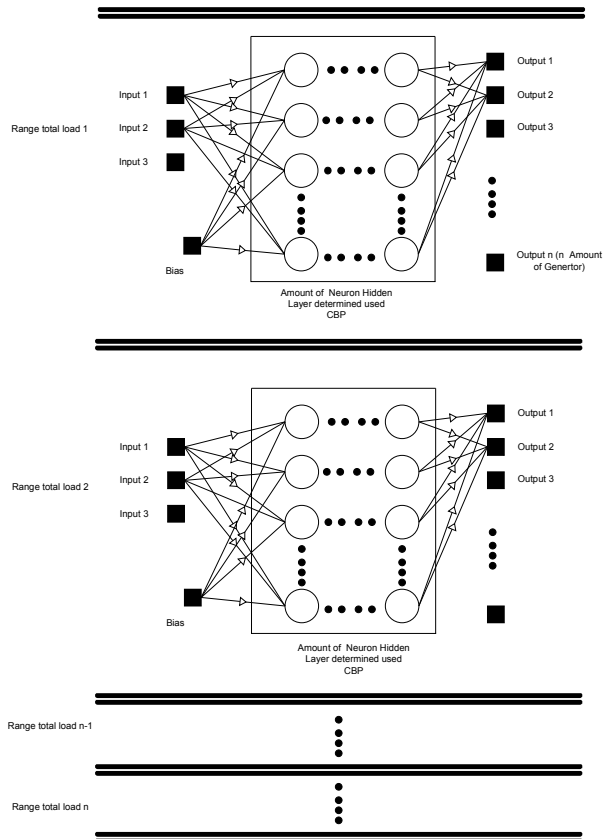 Range total load 1
Input 1
Input 2
Input 3
Bias
Output 1
Output 2
Output 3
Output n (n Amount
of Genertor)
Amount of Neuron Hidden
Layer determined used
CBP
Range total load 2
Input 1
Input 2
Input 3
Bias
Output 1
Output 2
Output 3
Amount of Neuron Hidden
Layer determined used
CBP
Range total load n-1
Range total load n